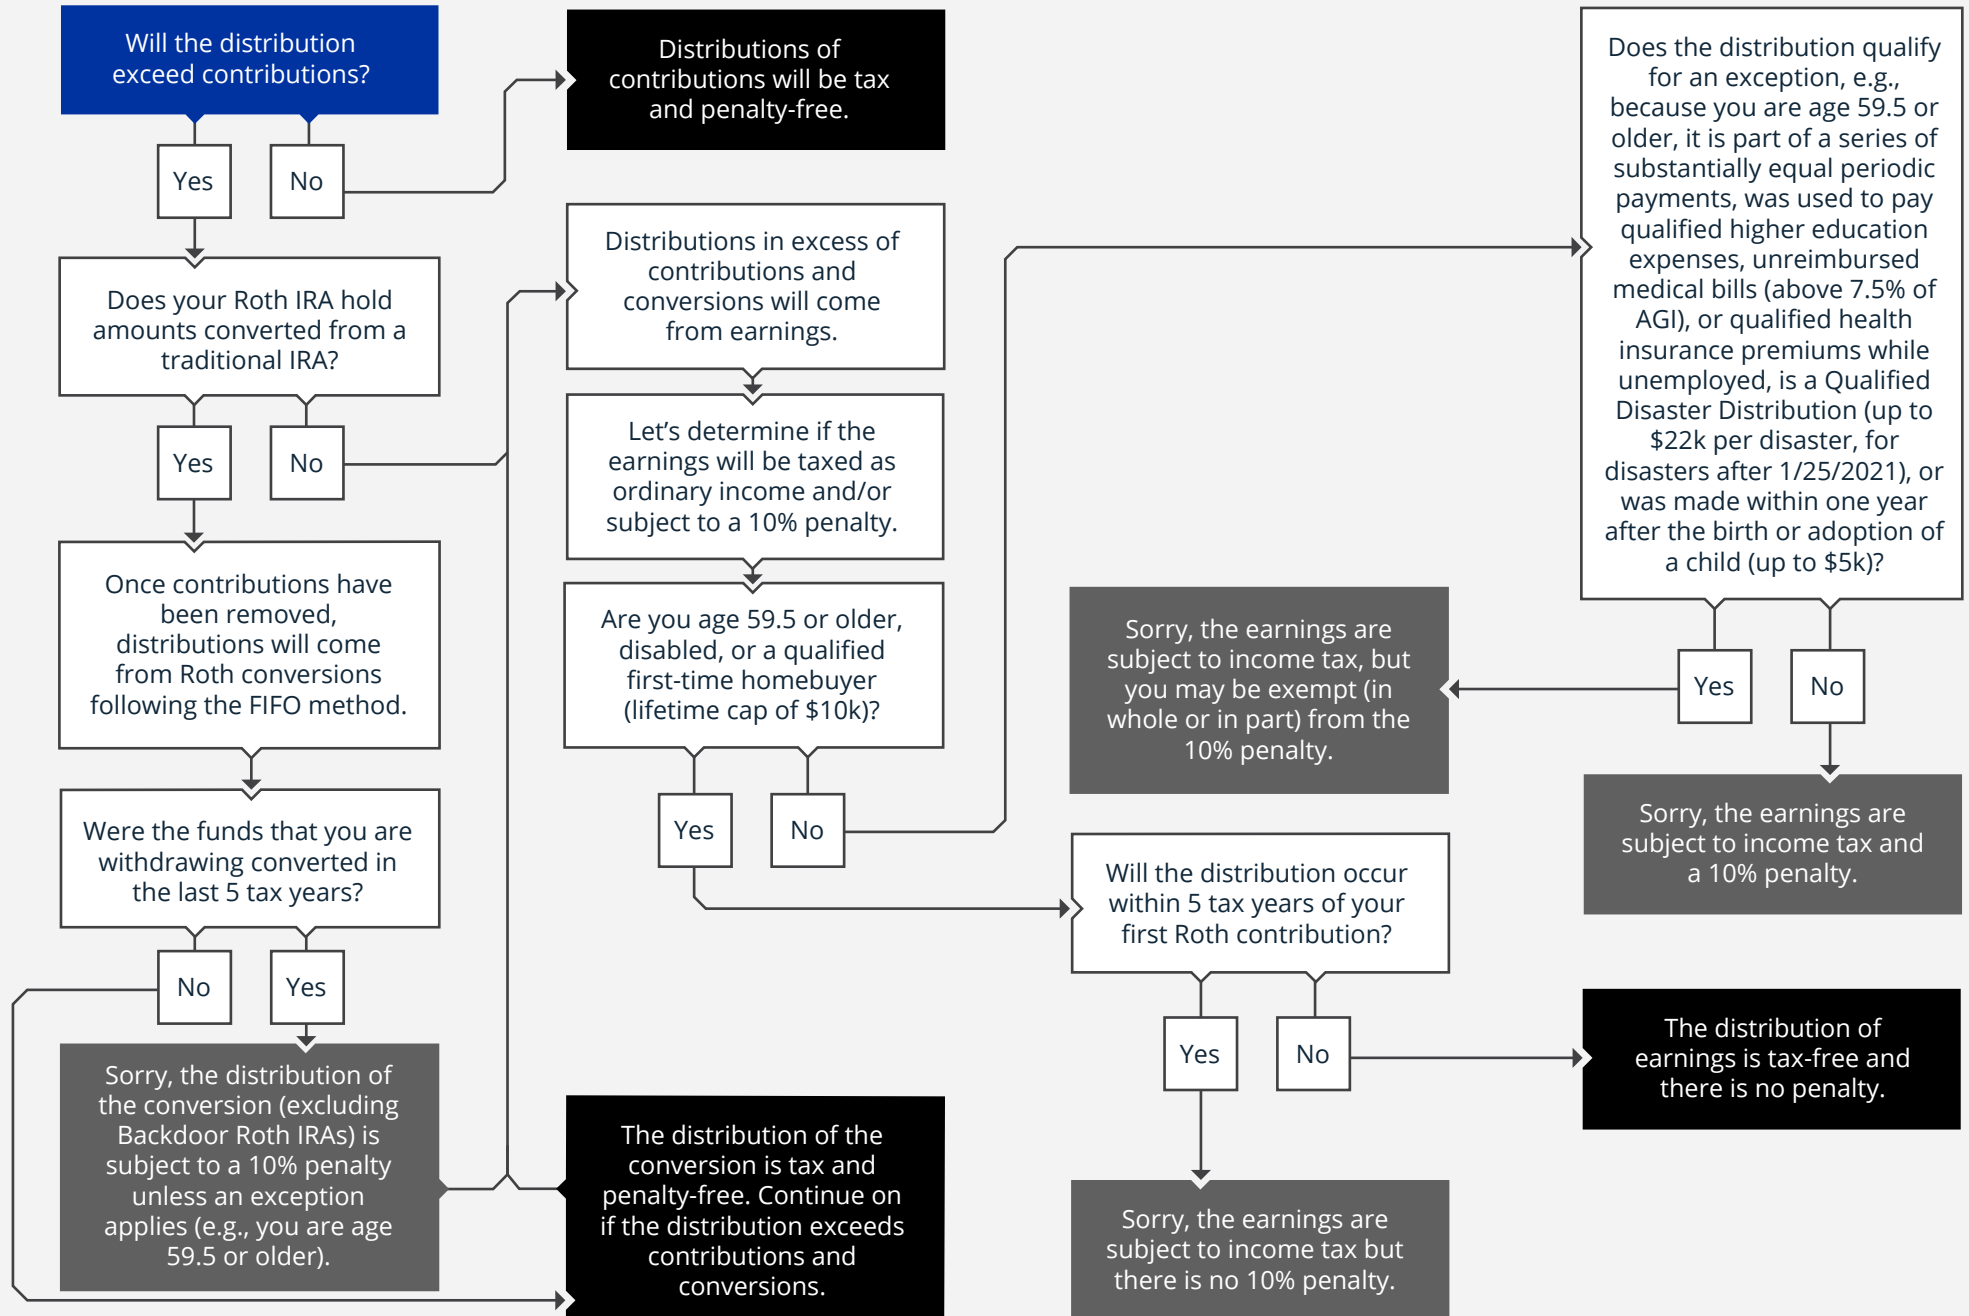 Will the distribution
exceed contributions?
Yes
No
Distributions of
contributions will be tax
and penalty-free.
Does your Roth IRA hold
amounts converted from a
traditional IRA?
Yes
No
Once contributions have
been removed,
distributions will come
from Roth conversions
following the FIFO method.
Were the funds that you are
withdrawing converted in
the last 5 tax years?
No
Yes
Sorry, the distribution of
the conversion (excluding
Backdoor Roth IRAs) is
subject to a 10% penalty
unless an exception
applies (e.g., you are age
59.5 or older).
The distribution of the
conversion is tax and
penalty-free. Continue on
if the distribution exceeds
contributions and
conversions.
Distributions in excess of
contributions and
conversions will come
from earnings.
Let’s determine if the
earnings will be taxed as
ordinary income and/or
subject to a 10% penalty.
Are you age 59.5 or older,
disabled, or a qualified
first-time homebuyer
(lifetime cap of $10k)?
Yes
No
Will the distribution occur
within 5 tax years of your
first Roth contribution?
Yes
No
Sorry, the earnings are
subject to income tax but
there is no 10% penalty.
The distribution of
earnings is tax-free and
there is no penalty.
Does the distribution qualify
for an exception, e.g.,
because you are age 59.5 or
older, it is part of a series of
substantially equal periodic
payments, was used to pay
qualified higher education
expenses, unreimbursed
medical bills (above 7.5% of
AGI), or qualified health
insurance premiums while
unemployed, is a Qualified
Disaster Distribution (up to
$22k per disaster, for
disasters after 1/25/2021), or
was made within one year
after the birth or adoption of
a child (up to $5k)?
Yes
No
Sorry, the earnings are
subject to income tax, but
you may be exempt (in
whole or in part) from the
10% penalty.
Sorry, the earnings are
subject to income tax and
a 10% penalty.